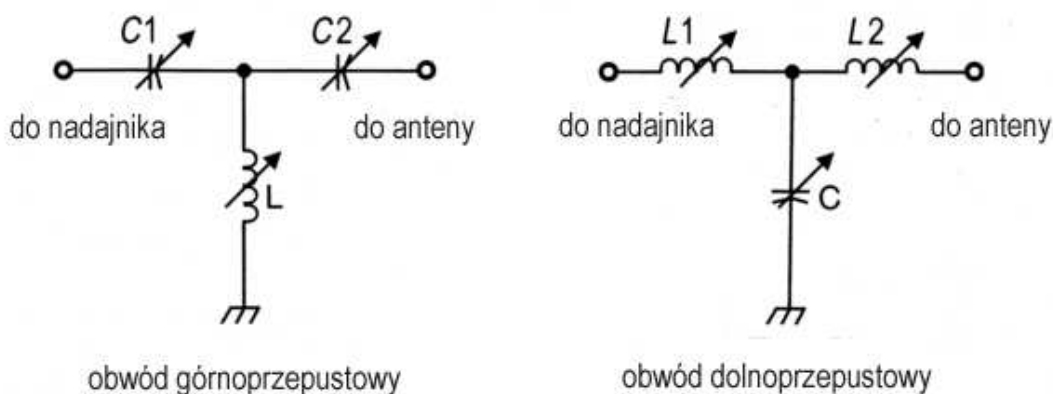 C1 C2
do nadajnika do anteny
L
obwód górnoprzepustowy
L1 L2
do nadajnika do anteny
C
obwód dolnoprzepustowy